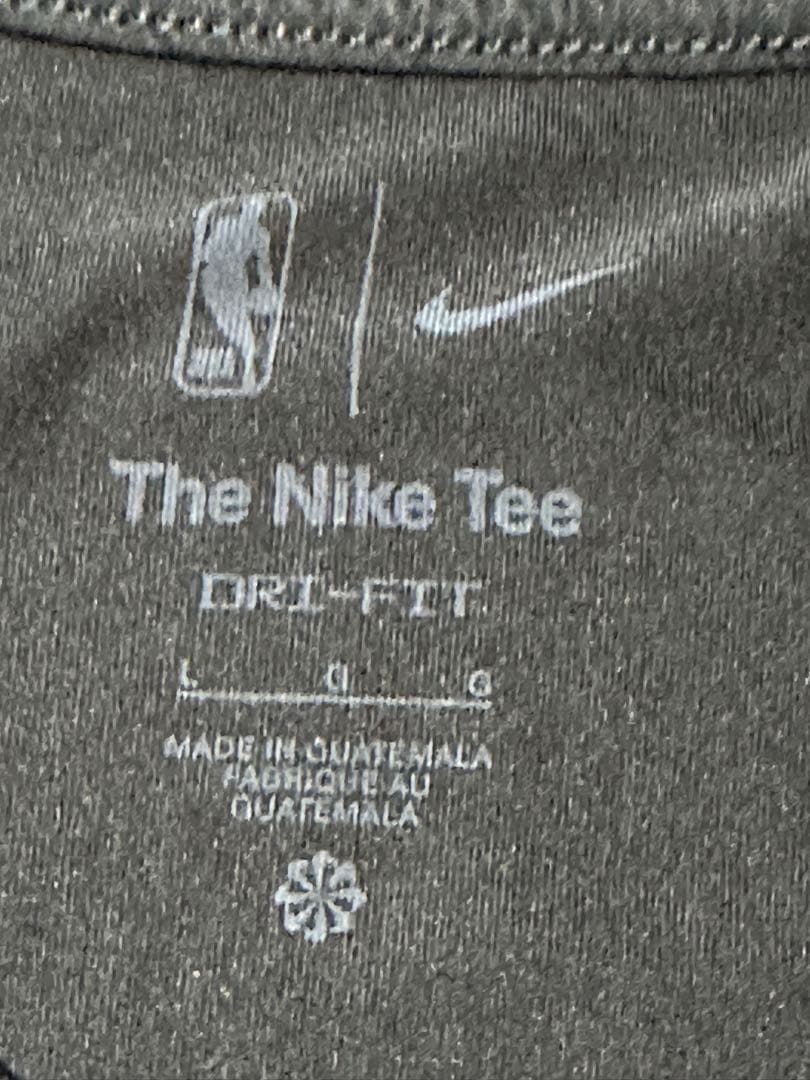 The Nike Tee
DRI-FIT
L G G
MADE IN GUATEMALA
FABRIQUE AU
GUATEMALA